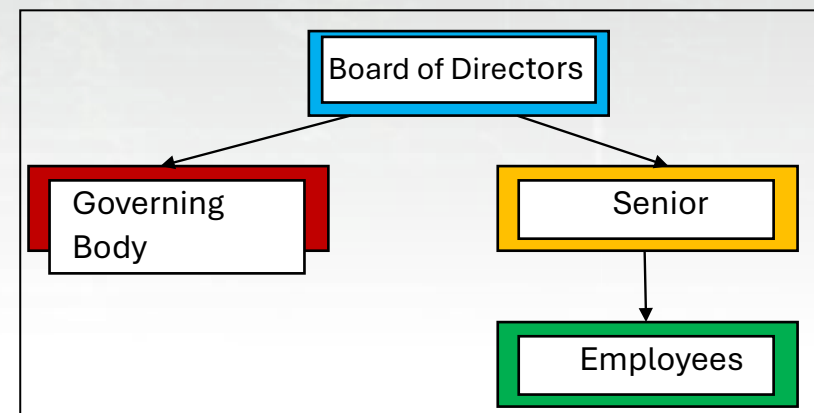 Board of Directors
Governing
Body
Senior
Employees